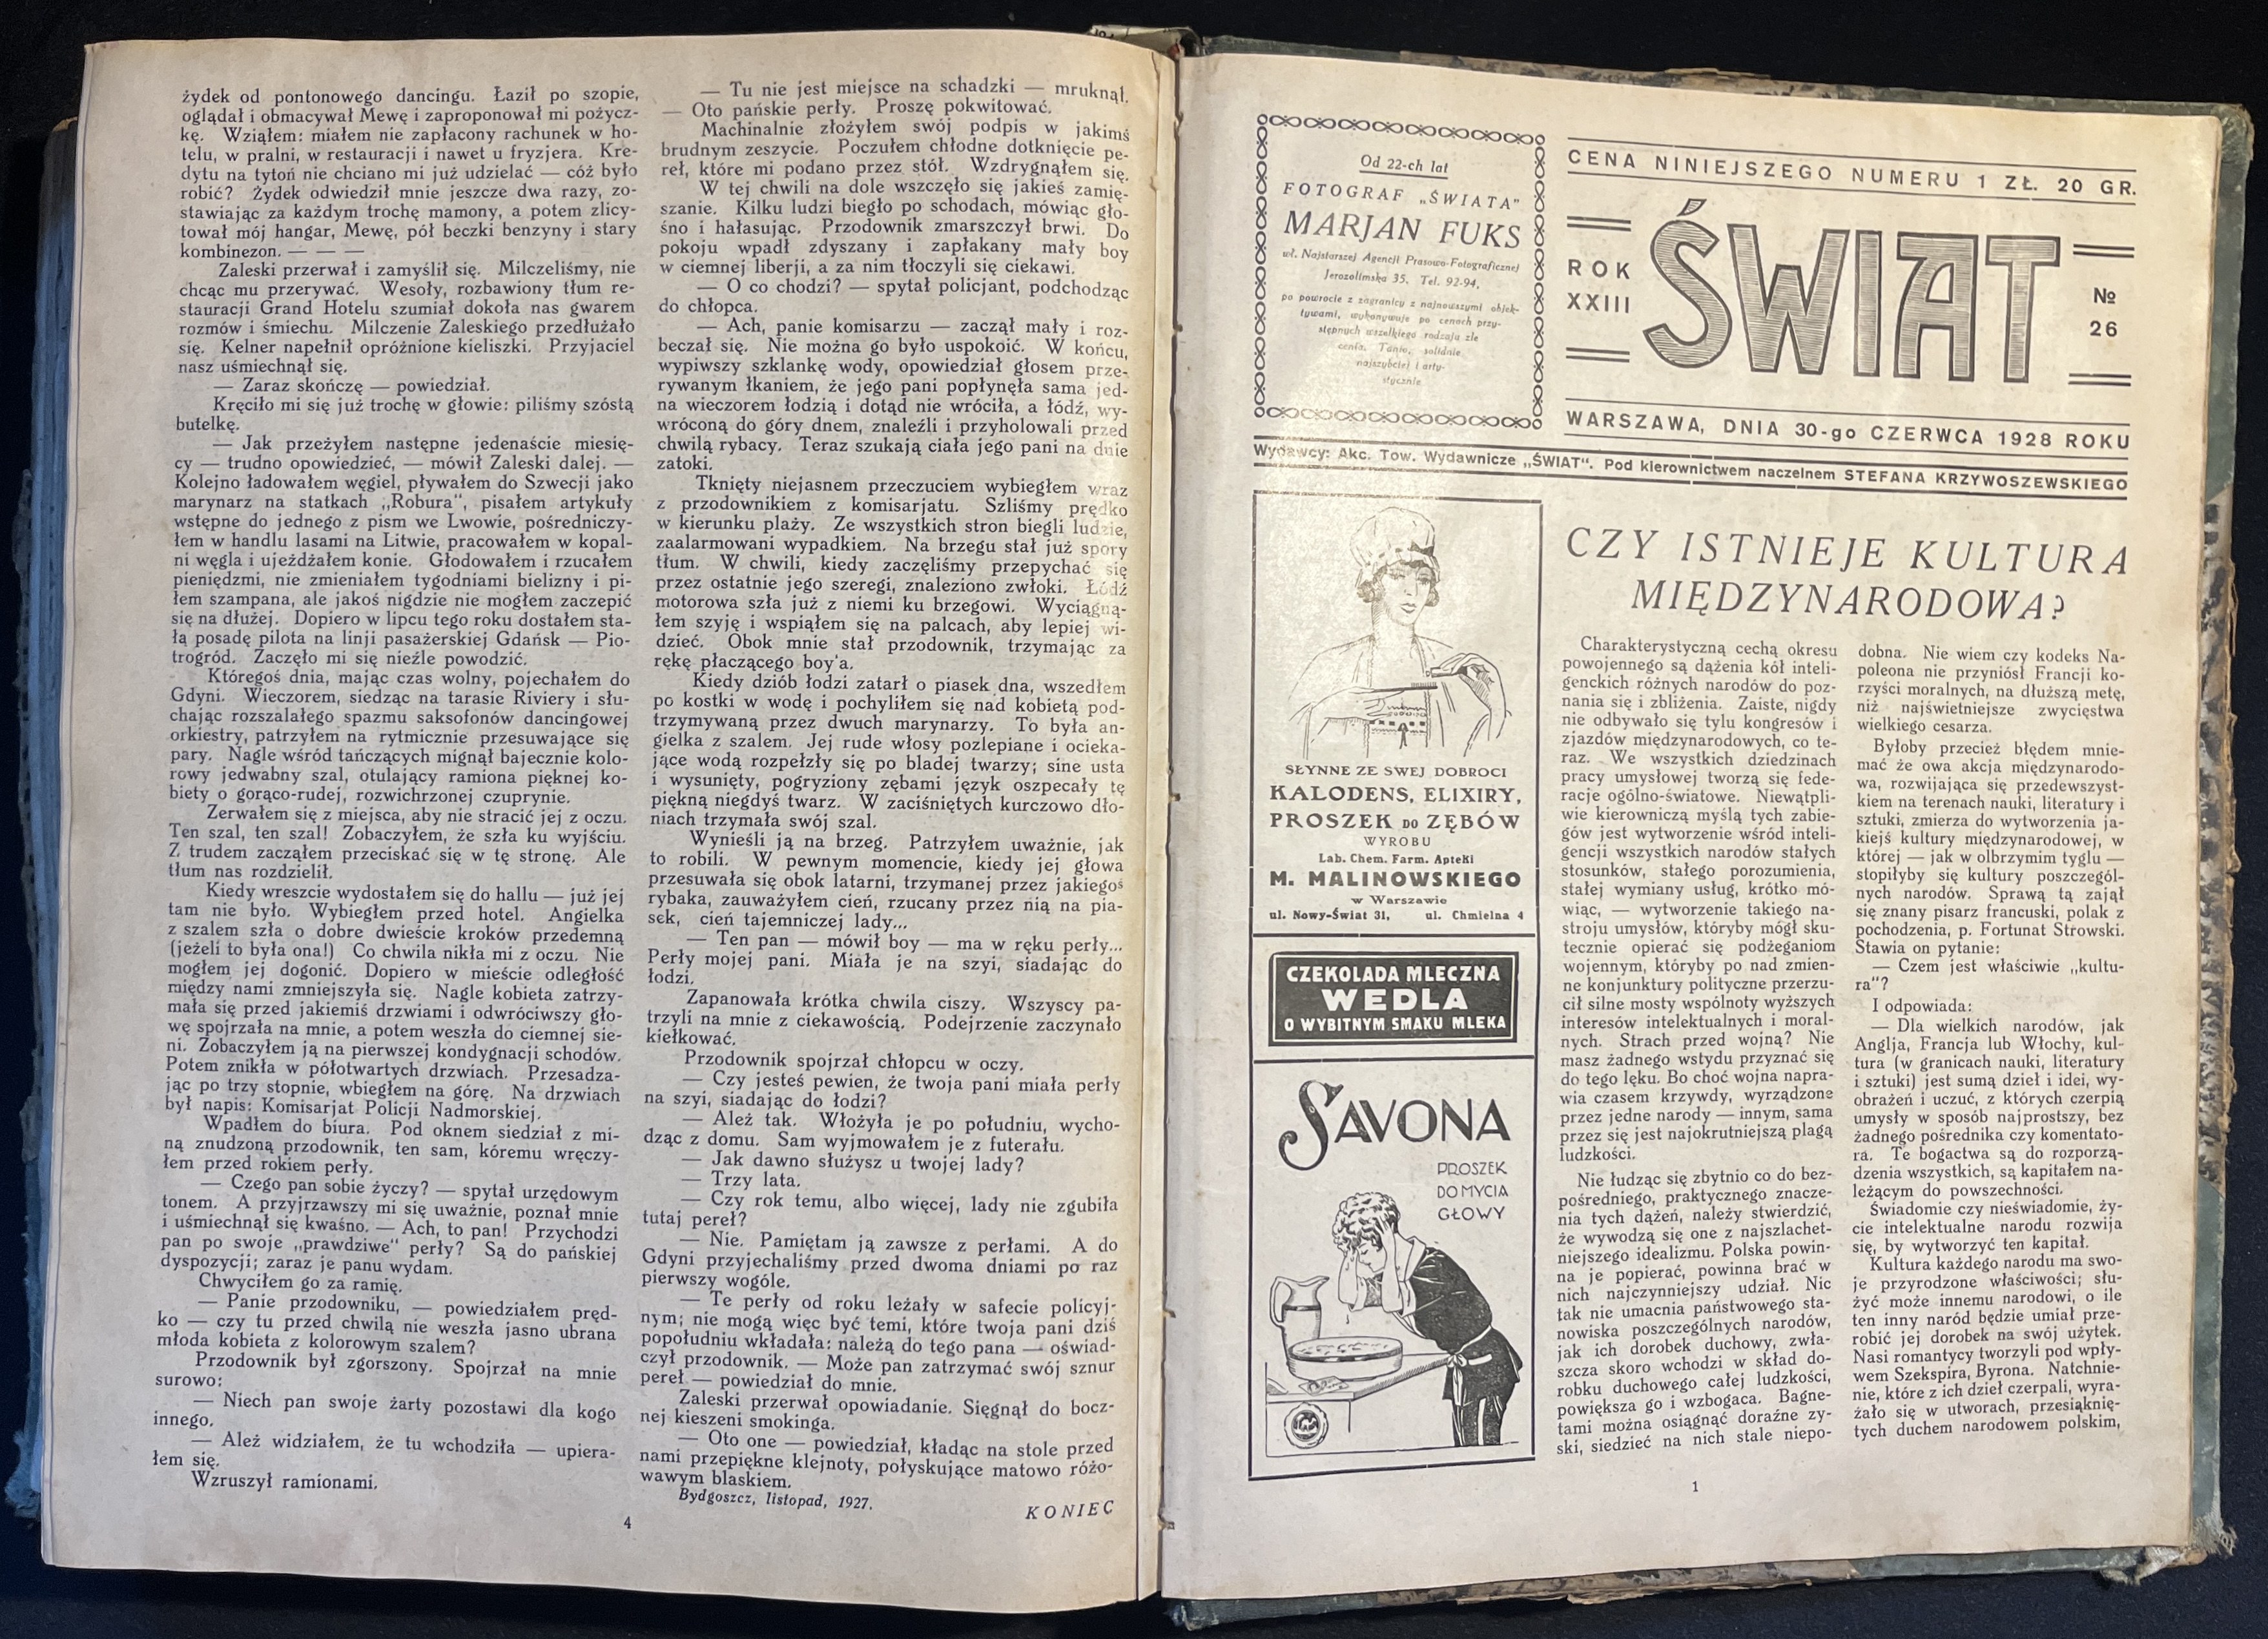 żydek od pontonowego dancingu. Łaził po szopie,
oglądał i obmacywał Mewę i zaproponował mi pożycz-
kę. Wziąłem: miałem nie zapłacony rachunek w ho-
telu, w pralni, w restauracji i nawet u fryzjera. Kre-
dytu na tytoń nie chciano mi już udzielać — cóż było
robić? Żydek odwiedził mnie jeszcze dwa razy, zo-
stawiając za każdym trochę mamony, a potem zlicy-
tował mój hangar, Mewę, pół beczki benzyny i stary
kombinezon. — — —
Zaleski przerwał i zamyślił się. Milczeliśmy, nie
chcąc mu przerywać. Wesoły, rozbawiony tłum re-
stauracji Grand Hotelu szumiał dokoła nas gwarem
rozmów i śmiechu. Milczenie Zaleskiego przedłużało
się. Kelner napełnił opróżnione kieliszki. Przyjaciel
nasz uśmiechnął się.
— Zaraz skończę — powiedział.
Kręciło mi się już trochę w głowie: piliśmy szóstą
butelkę.
— Jak przeżyłem następne jedenaście miesię-
cy — trudno opowiedzieć, — mówił Zaleski dalej. —
Kolejno ładowałem węgiel, pływałem do Szwecji jako
marynarz na statkach „Robura“, pisałem artykuły
wstępne do jednego z pism we Lwowie, pośredniczy-
łem w handlu lasami na Litwie, pracowałem w kopal-
ni węgla i ujeżdżałem konie. Głodowałem i rzucałem
pieniędzmi, nie zmieniałem tygodniami bielizny i pi-
łem szampana, ale jakoś nigdzie nie mogłem zaczepić
się na dłużej. Dopiero w lipcu tego roku dostałem sta-
łą posadę pilota na linji pasażerskiej Gdańsk — Pio-
trogród. Zaczęło mi się nieźle powodzić.
Któregoś dnia, mając czas wolny, pojechałem do
Gdyni. Wieczorem, siedząc na tarasie Riviery i słu-
chając rozszalałego spazmu saksofonów dancingowej
orkiestry, patrzyłem na rytmicznie przesuwające się
pary. Nagle wśród tańczących mignął bajecznie kolo-
rowy jedwabny szal, otulający ramiona pięknej ko-
biety o gorąco-rudej, rozwichrzonej czuprynie.
Zerwałem się z miejsca, aby nie stracić jej z oczu.
Ten szal, ten szal! Zobaczyłem, że szła ku wyjściu.
Z trudem zacząłem przeciskać się w tę stronę. Ale
tłum nas rozdzielił.
Kiedy wreszcie wydostałem się do hallu — już jej
tam nie było. Wybiegłem przed hotel. Angielka
z szalem szła o dobre dwieście kroków przedemną
(jeżeli to była ona!) Co chwila nikła mi z oczu. Nie
mogłem jej dogonić. Dopiero w mieście odległość
między nami zmniejszyła się. Nagle kobieta zatrzy-
mała się przed jakiemiś drzwiami i odwróciwszy gło-
wę spojrzała na mnie, a potem weszła do ciemnej sie-
ni. Zobaczyłem ją na pierwszej kondygnacji schodów.
Potem znikła w półotwartych drzwiach. Przesadza-
jąc po trzy stopnie, wbiegłem na górę. Na drzwiach
był napis: Komisarjat Policji Nadmorskiej.
Wpadłem do biura. Pod oknem siedział z mi-
ną znudzoną przodownik, ten sam, kóremu wręczy-
łem przed rokiem perły.
— Czego pan sobie życzy? — spytał urzędowym
tonem. A przyjrzawszy mi się uważnie, poznał mnie
i uśmiechnął się kwaśno. — Ach, to pan! Przychodzi
pan po swoje „prawdziwe“ perły? Są do pańskiej
dyspozycji; zaraz je panu wydam.
Chwyciłem go za ramię.
— Panie przodowniku, — powiedziałem pręd-
ko — czy tu przed chwilą nie weszła jasno ubrana
młoda kobieta z kolorowym szalem?
Przodownik był zgorszony. Spojrzał na mnie
surowo:
— Niech pan swoje żarty pozostawi dla kogo
innego.
— Ależ widziałem, że tu wchodziła — upiera-
łem się.
Wzruszył ramionami.
4
— Tu nie jest miejsce na schadzki — mruknął.
— Oto pańskie perły. Proszę pokwitować.
Machinalnie złożyłem swój podpis w jakimś
brudnym zeszycie. Poczułem chłodne dotknięcie pe-
reł, które mi podano przez stół. Wzdrygnąłem się.
W tej chwili na dole wszczęło się jakieś zamię-
szanie. Kilku ludzi biegło po schodach, mówiąc gło-
śno i hałasując. Przodownik zmarszczył brwi. Do
pokoju wpadł zdyszany i zapłakany mały boy
w ciemnej liberji, a za nim tłoczyli się ciekawi.
— O co chodzi? — spytał policjant, podchodząc
do chłopca.
— Ach, panie komisarzu — zaczął mały i roz-
beczał się. Nie można go było uspokoić. W końcu,
wypiwszy szklankę wody, opowiedział głosem prze-
rywanym łkaniem, że jego pani popłynęła sama jed-
na wieczorem łodzią i dotąd nie wróciła, a łódź, wy-
wróconą do góry dnem, znaleźli i przyholowali przed
chwilą rybacy. Teraz szukają ciała jego pani na dnie
zatoki.
Tknięty niejasnem przeczuciem wybiegłem wraz
z przodownikiem z komisarjatu. Szliśmy prędko
w kierunku plaży. Ze wszystkich stron biegli ludzie,
zaalarmowani wypadkiem. Na brzegu stał już spory
tłum. W chwili, kiedy zaczęliśmy przepychać się
przez ostatnie jego szeregi, znaleziono zwłoki. Łódź
motorowa szła już z niemi ku brzegowi. Wyciągną-
łem szyję i wspiąłem się na palcach, aby lepiej wi-
dzieć. Obok mnie stał przodownik, trzymając za
rękę płaczącego boy'a.
Kiedy dziób łodzi zatarł o piasek dna, wszedłem
po kostki w wodę i pochyliłem się nad kobietą pod-
trzymywaną przez dwuch marynarzy. To była an-
gielka z szalem. Jej rude włosy pozlepiane i ocieka-
jące wodą rozpełzły się po bladej twarzy; sine usta
i wysunięty, pogryziony zębami język oszpecały tę
piękną niegdyś twarz. W zaciśniętych kurczowo dło-
niach trzymała swój szal.
Wynieśli ją na brzeg. Patrzyłem uważnie, jak
to robili. W pewnym momencie, kiedy jej głowa
przesuwała się obok latarni, trzymanej przez jakiegoś
rybaka, zauważyłem cień, rzucany przez nią na pia-
sek, cień tajemniczej lady...
— Ten pan — mówił boy — ma w ręku perły...
Perły mojej pani. Miała je na szyi, siadając do
łodzi.
Zapanowała krótka chwila ciszy. Wszyscy pa-
trzyli na mnie z ciekawością. Podejrzenie zaczynało
kiełkować.
Przodownik spojrzał chłopcu w oczy.
— Czy jesteś pewien, że twoja pani miała perły
na szyi, siadając do łodzi?
— Ależ tak. Włożyła je po południu, wycho-
dząc z domu. Sam wyjmowałem je z futerału.
— Jak dawno służysz u twojej lady?
— Trzy lata.
— Czy rok temu, albo więcej, lady nie zgubiła
tutaj pereł?
— Nie. Pamiętam ją zawsze z perłami. A do
Gdyni przyjechaliśmy przed dwoma dniami po raz
pierwszy wogóle.
— Te perły od roku leżały w safecie policyj-
nym; nie mogą więc być temi, które twoja pani dziś
popołudniu wkładała: należą do tego pana — oświad-
czył przodownik. — Może pan zatrzymać swój sznur
pereł — powiedział do mnie.
Zaleski przerwał opowiadanie. Sięgnął do bocz-
nej kieszeni smokinga.
— Oto one — powiedział, kładąc na stole przed
nami przepiękne klejnoty, połyskujące matowo różo-
wawym blaskiem.
Bydgoszcz, listopad, 1927.
KONIEC
Od 22-ch lat
FOTOGRAF „ŚWIATA“
MARJAN FUKS
wł. Najstarszej Agencji Prasowo-Fotograficznej
Jerozolimska 35. Tel. 92-94.
po powrocie z zagranicy z najnowszymi objek-
tywami, wykonywuje po cenach przy-
stępnych wszelkiego rodzaju zle
cenia. Tanio, solidnie
najszybciej i arty-
stycznie
CENA NINIEJSZEGO NUMERU 1 ZŁ. 20 GR.
ROK
XXIII
ŚWIAT
№
26
WARSZAWA, DNIA 30-go CZERWCA 1928 ROKU
Wydawcy: Akc. Tow. Wydawnicze „ŚWIAT“. Pod kierownictwem naczelnem STEFANA KRZYWOSZEWSKIEGO
SŁYNNE ZE SWEJ DOBROCI
KALODENS, ELIXIRY,
PROSZEK DO ZĘBÓW
WYROBU
Lab. Chem. Farm. Apteki
M. MALINOWSKIEGO
w Warszawie
ul. Nowy-Świat 31, ul. Chmielna 4
CZEKOLADA MLECZNA
WEDLA
O WYBITNYM SMAKU MLEKA
SAVONA
PROSZEK
DO MYCIA
GŁOWY
CZY ISTNIEJE KULTURA
MIĘDZYNARODOWA?
Charakterystyczną cechą okresu
powojennego są dążenia kół inteli-
genckich różnych narodów do poz-
nania się i zbliżenia. Zaiste, nigdy
nie odbywało się tylu kongresów i
zjazdów międzynarodowych, co te-
raz. We wszystkich dziedzinach
pracy umysłowej tworzą się fede-
racje ogólno-światowe. Niewątpli-
wie kierowniczą myślą tych zabie-
gów jest wytworzenie wśród inteli-
gencji wszystkich narodów stałych
stosunków, stałego porozumienia,
stałej wymiany usług, krótko mó-
wiąc, — wytworzenie takiego na-
stroju umysłów, któryby mógł sku-
tecznie opierać się podżeganiom
wojennym, któryby po nad zmien-
ne konjunktury polityczne przerzu-
cił silne mosty wspólnoty wyższych
interesów intelektualnych i moral-
nych. Strach przed wojną? Nie
masz żadnego wstydu przyznać się
do tego lęku. Bo choć wojna napra-
wia czasem krzywdy, wyrządzone
przez jedne narody — innym, sama
przez się jest najokrutniejszą plagą
ludzkości.
Nie łudząc się zbytnio co do bez-
pośredniego, praktycznego znacze-
nia tych dążeń, należy stwierdzić,
że wywodzą się one z najszlachet-
niejszego idealizmu. Polska powin-
na je popierać, powinna brać w
nich najczynniejszy udział. Nic
tak nie umacnia państwowego sta-
nowiska poszczególnych narodów,
jak ich dorobek duchowy, zwła-
szcza skoro wchodzi w skład do-
robku duchowego całej ludzkości,
powiększa go i wzbogaca. Bagne-
tami można osiągnąć doraźne zy-
ski, siedzieć na nich stale niepo-
dobna. Nie wiem czy kodeks Na-
poleona nie przyniósł Francji ko-
rzyści moralnych, na dłuższą metę,
niż najświetniejsze zwycięstwa
wielkiego cesarza.
Byłoby przecież błędem mnie-
mać że owa akcja międzynarodo-
wa, rozwijająca się przedewszyst-
kiem na terenach nauki, literatury i
sztuki, zmierza do wytworzenia ja-
kiejś kultury międzynarodowej, w
której — jak w olbrzymim tyglu —
stopiłyby się kultury poszczegól-
nych narodów. Sprawą tą zajął
się znany pisarz francuski, polak z
pochodzenia, p. Fortunat Strowski.
Stawia on pytanie:
— Czem jest właściwie „kultu-
ra“?
I odpowiada:
— Dla wielkich narodów, jak
Anglja, Francja lub Włochy, kul-
tura (w granicach nauki, literatury
i sztuki) jest sumą dzieł i idei, wy-
obrażeń i uczuć, z których czerpią
umysły w sposób najprostszy, bez
żadnego pośrednika czy komentato-
ra. Te bogactwa są do rozporzą-
dzenia wszystkich, są kapitałem na-
leżącym do powszechności.
Świadomie czy nieświadomie, ży-
cie intelektualne narodu rozwija
się, by wytworzyć ten kapitał.
Kultura każdego narodu ma swo-
je przyrodzone właściwości; słu-
żyć może innemu narodowi, o ile
ten inny naród będzie umiał prze-
robić jej dorobek na swój użytek.
Nasi romantycy tworzyli pod wpły-
wem Szekspira, Byrona. Natchnie-
nie, które z ich dzieł czerpali, wyra-
żało się w utworach, przesiąknię-
tych duchem narodowem polskim,
1